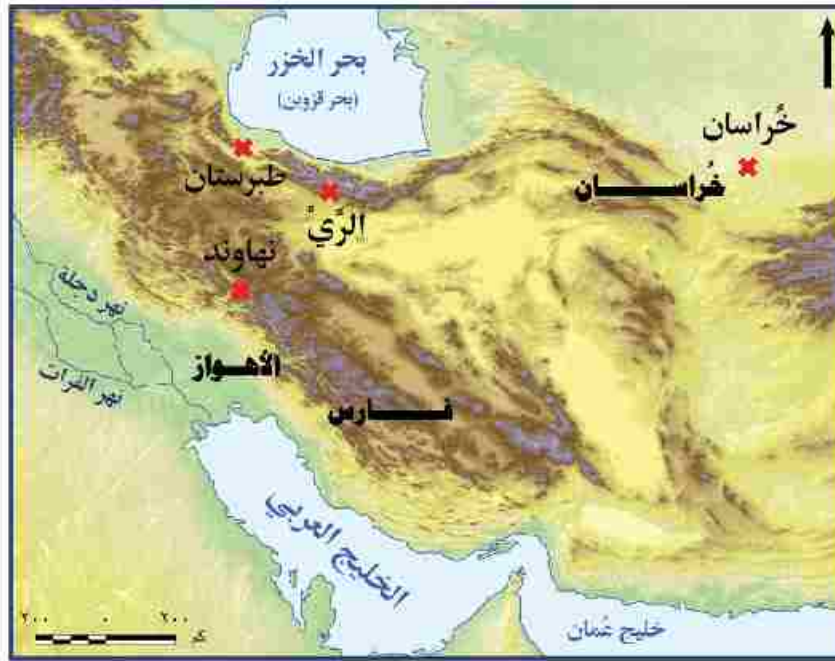 بحر الخزر
(بحر قزوين)
خُراسان
خُراسان
طبرستان
الرَّيّ
نهاوند
نهر دجلة
الأهواز
نهر الفرات
فارس
الخليج العربي
خليج عُمان
٢٠٠ ٠ ٢٠٠
كم